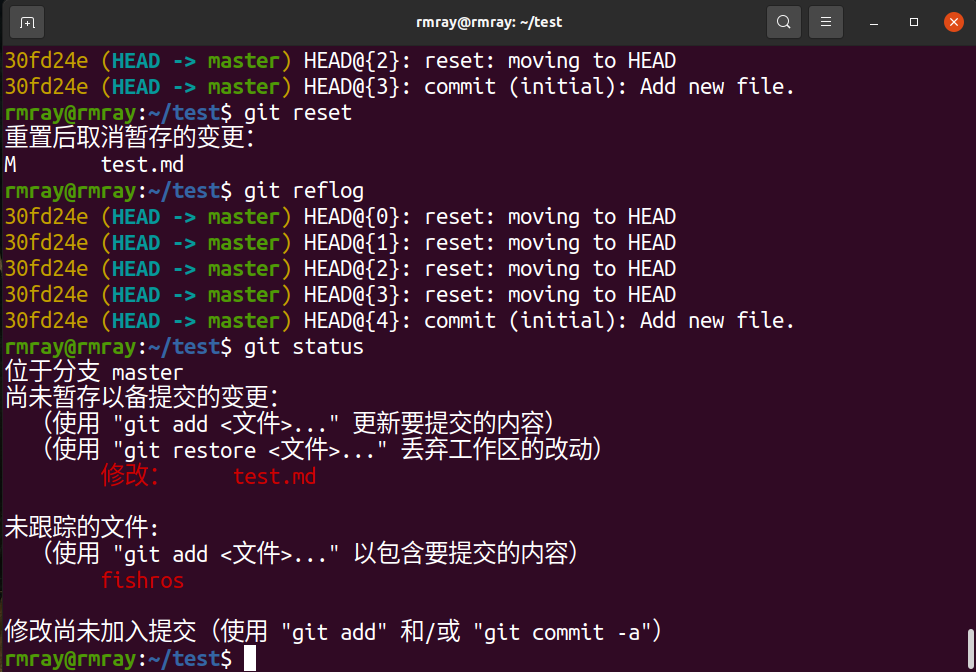 rmray@rmray: ~/test
30fd24e (HEAD -> master) HEAD@{2}: reset: moving to HEAD
30fd24e (HEAD -> master) HEAD@{3}: commit (initial): Add new file.
rmray@rmray:~/test$ git reset
重置后取消暂存的变更：
M       test.md
rmray@rmray:~/test$ git reflog
30fd24e (HEAD -> master) HEAD@{0}: reset: moving to HEAD
30fd24e (HEAD -> master) HEAD@{1}: reset: moving to HEAD
30fd24e (HEAD -> master) HEAD@{2}: reset: moving to HEAD
30fd24e (HEAD -> master) HEAD@{3}: reset: moving to HEAD
30fd24e (HEAD -> master) HEAD@{4}: commit (initial): Add new file.
rmray@rmray:~/test$ git status
位于分支 master
尚未暂存以备提交的变更：
  （使用 "git add <文件>..." 更新要提交的内容）
  （使用 "git restore <文件>..." 丢弃工作区的改动）
        修改：     test.md
未跟踪的文件:
  （使用 "git add <文件>..." 以包含要提交的内容）
        fishros
修改尚未加入提交（使用 "git add" 和/或 "git commit -a"）
rmray@rmray:~/test$